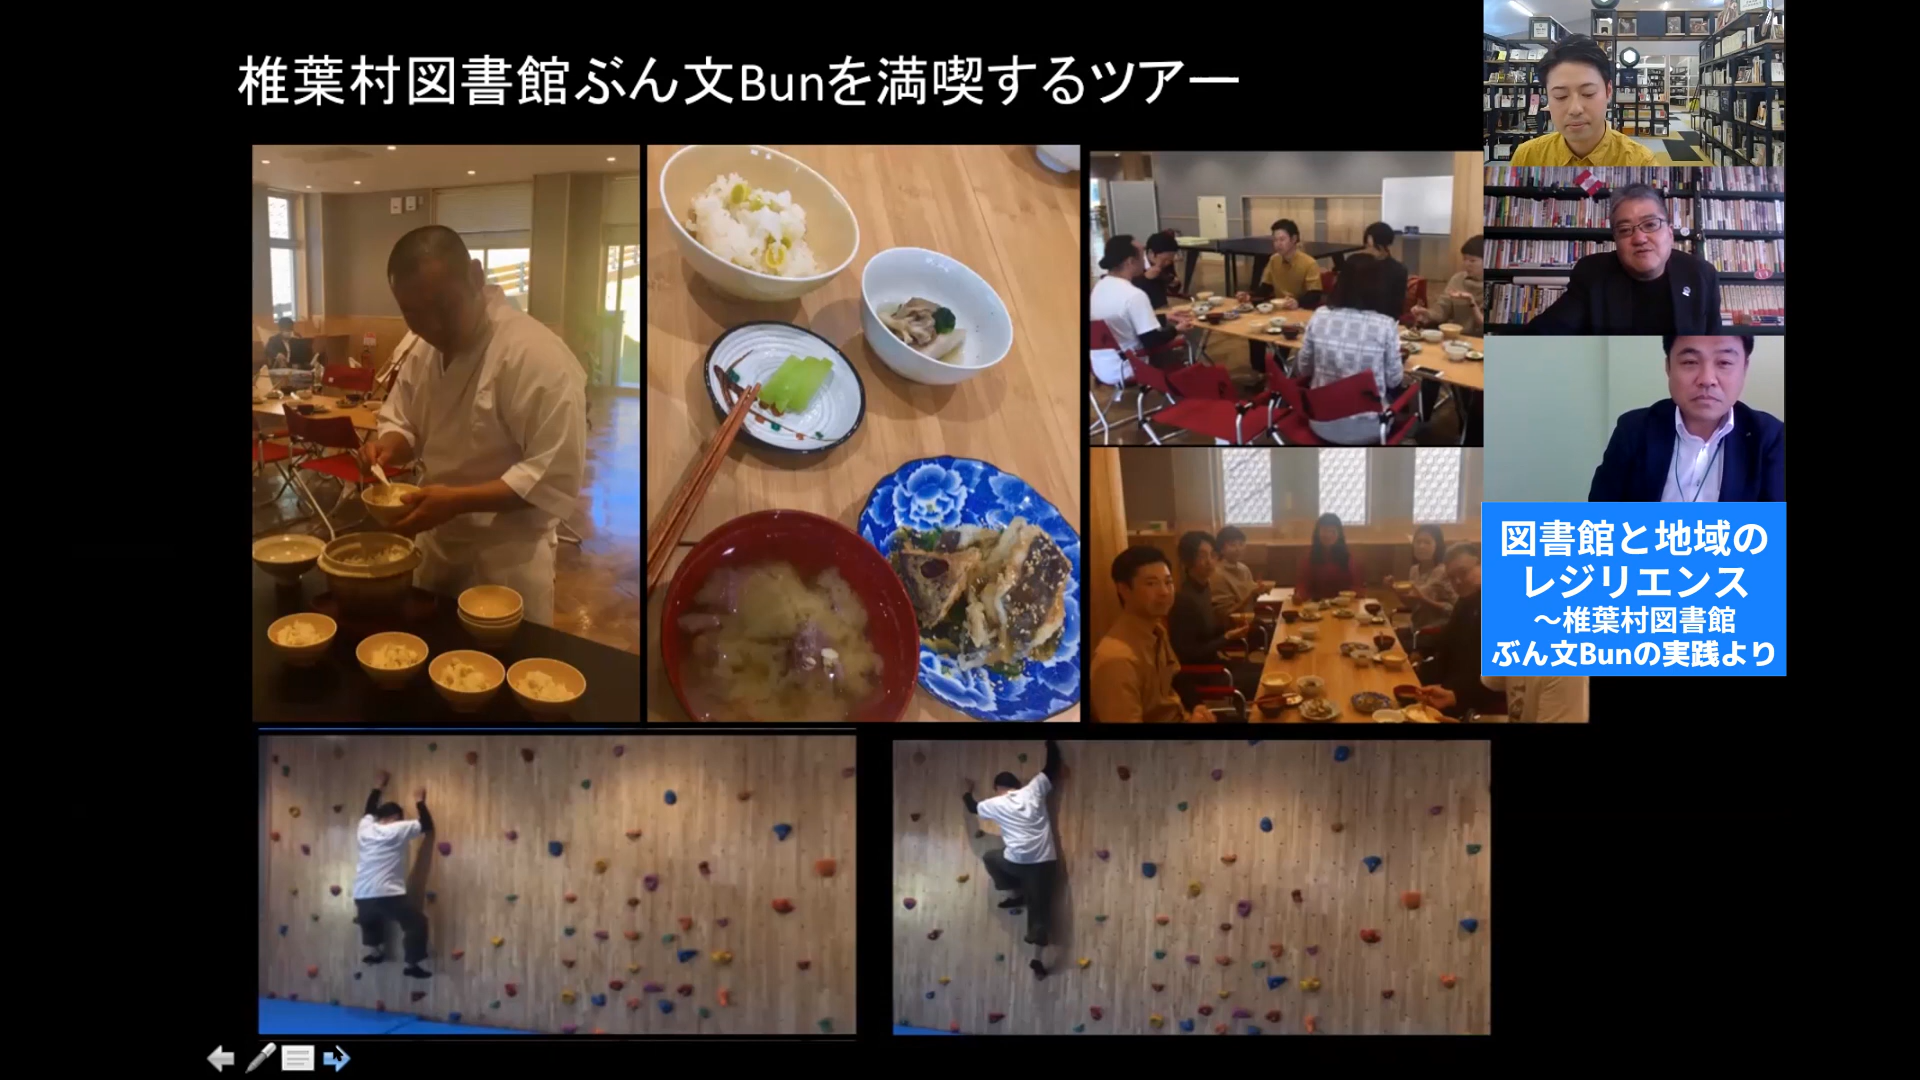 椎葉村図書館ぶん文Bunを満喫するツアー
図書館と地域の
レジリエンス
～椎葉村図書館
ぶん文Bunの実践より